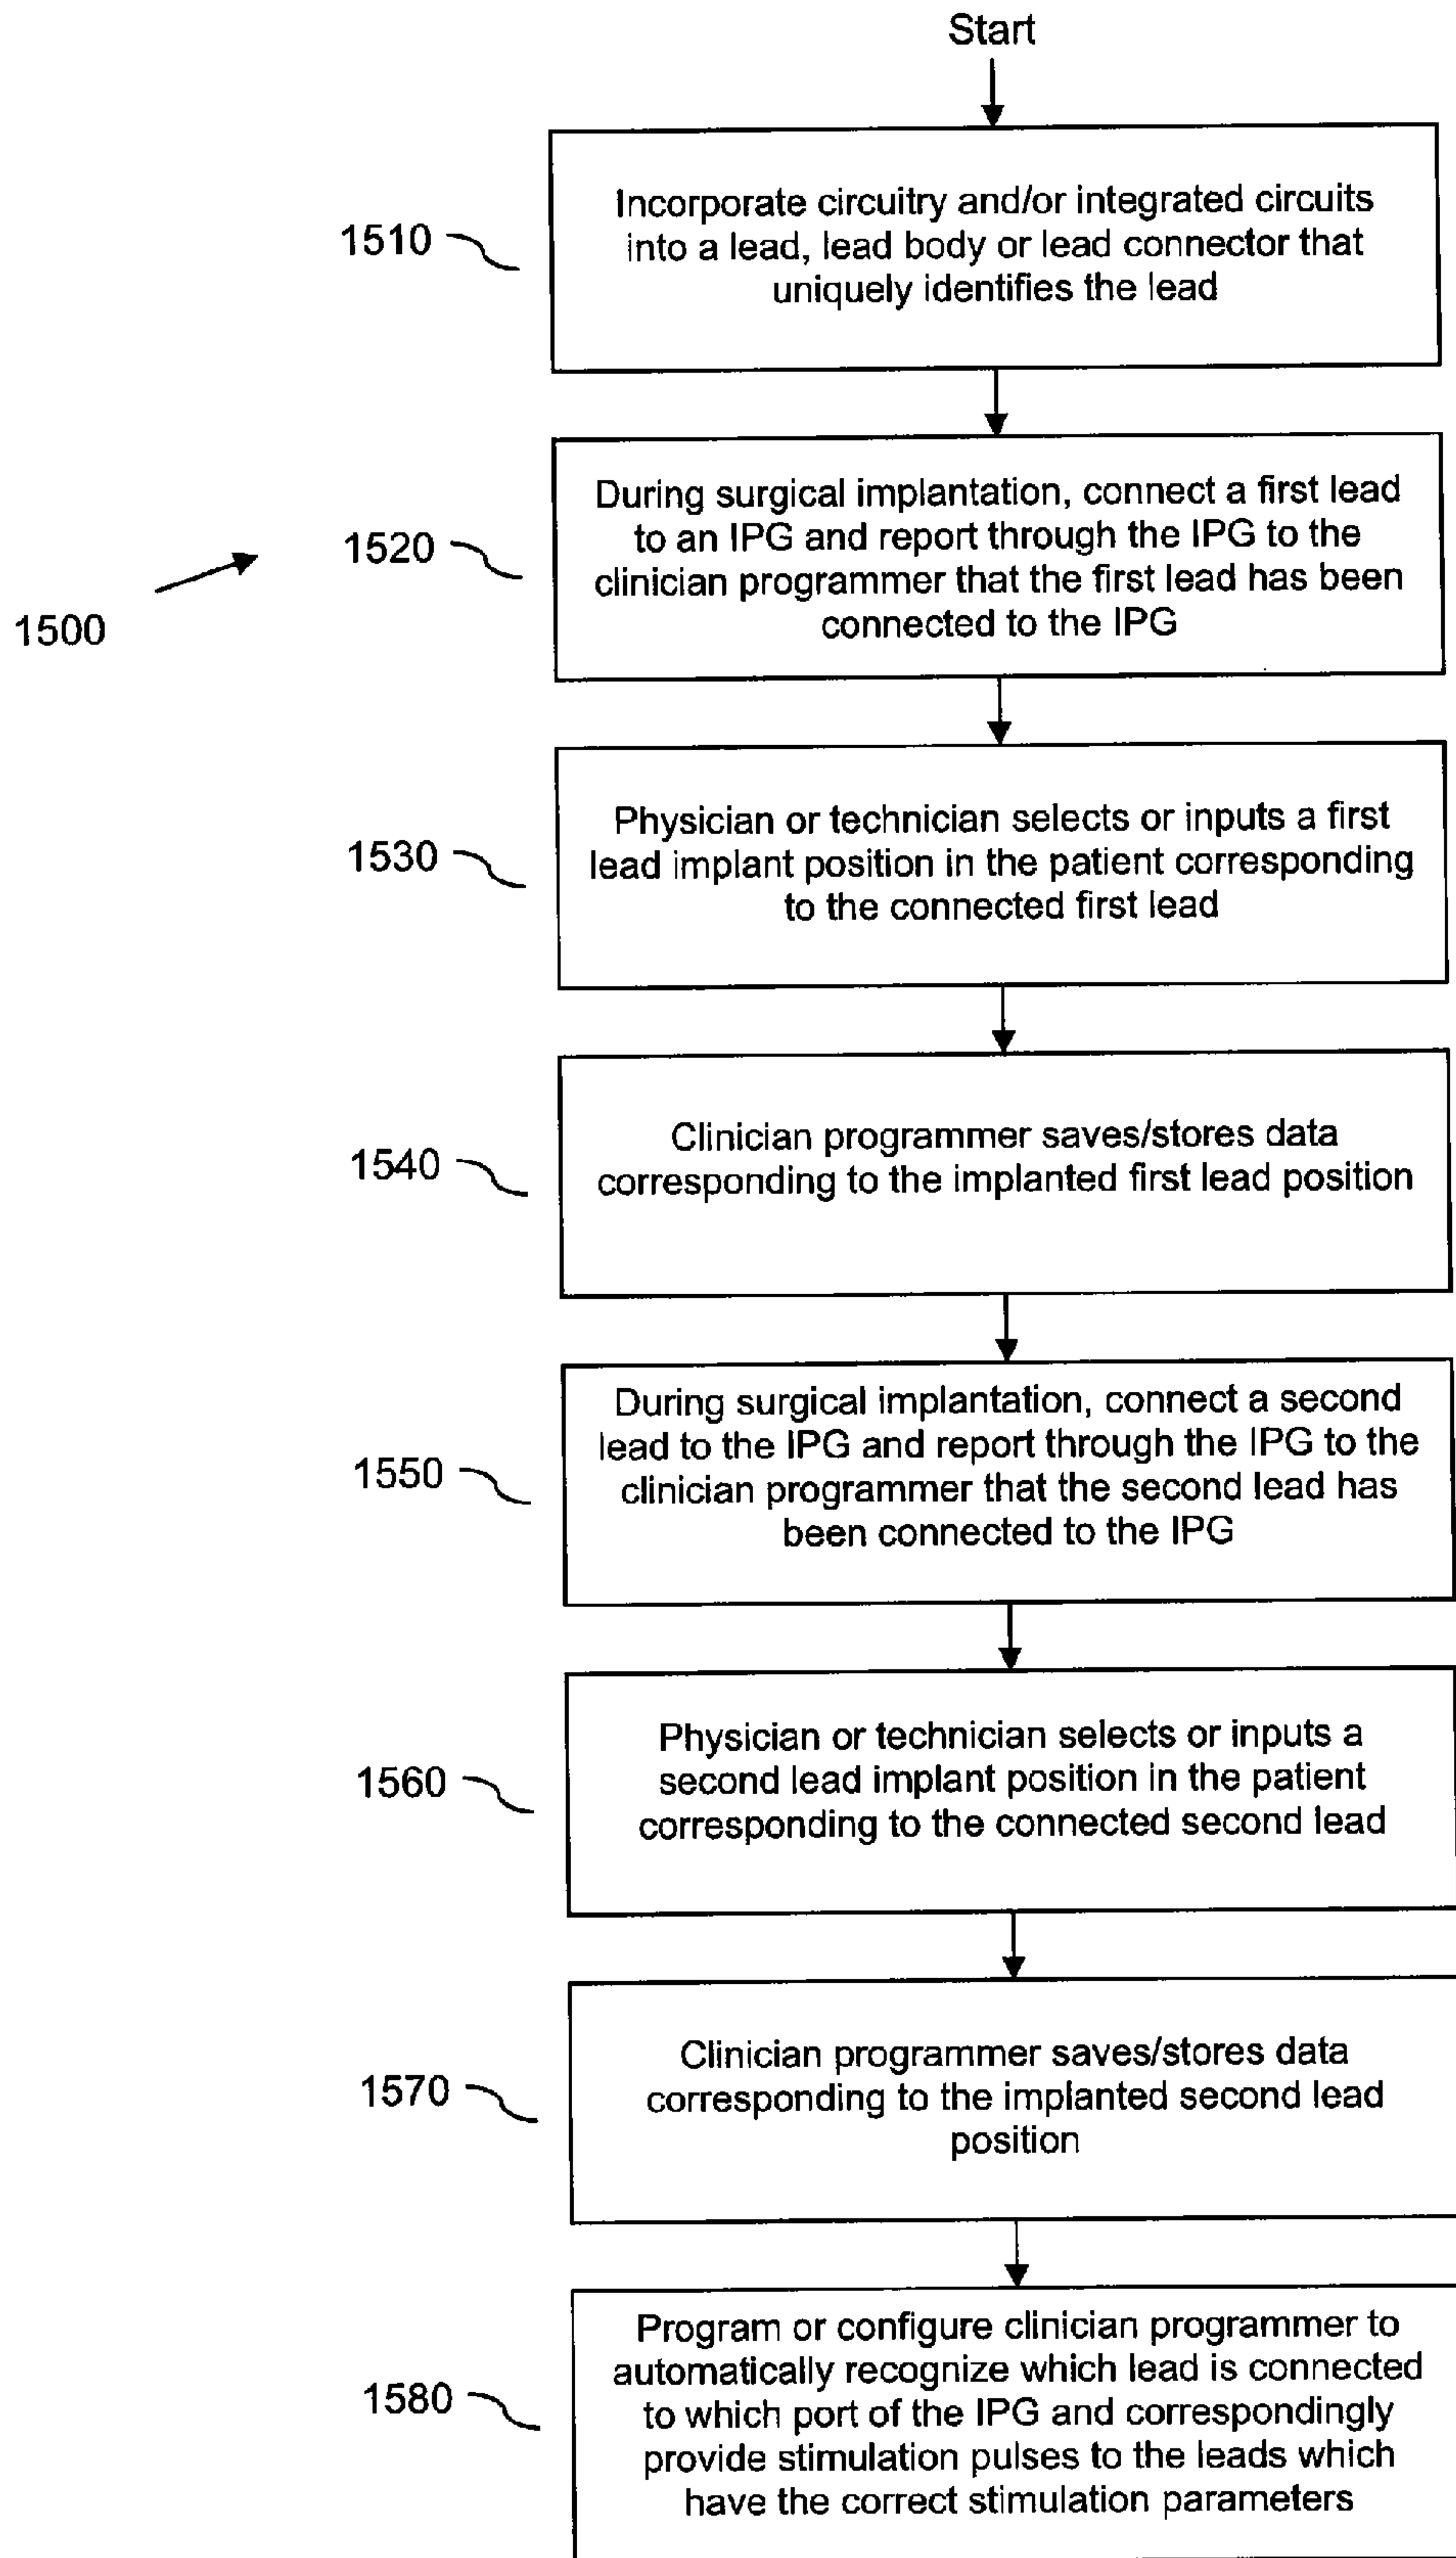 Start
1510
Incorporate circuitry and/or integrated circuits
into a lead, lead body or lead connector that
uniquely identifies the lead
1500
1520
During surgical implantation, connect a first lead
to an IPG and report through the IPG to the
clinician programmer that the first lead has been
connected to the IPG
1530
Physician or technician selects or inputs a first
lead implant position in the patient corresponding
to the connected first lead
1540
Clinician programmer saves/stores data
corresponding to the implanted first lead position
1550
During surgical implantation, connect a second
lead to the IPG and report through the IPG to the
clinician programmer that the second lead has
been connected to the IPG
1560
Physician or technician selects or inputs a
second lead implant position in the patient
corresponding to the connected second lead
1570
Clinician programmer saves/stores data
corresponding to the implanted second lead
position
1580
Program or configure clinician programmer to
automatically recognize which lead is connected
to which port of the IPG and correspondingly
provide stimulation pulses to the leads which
have the correct stimulation parameters